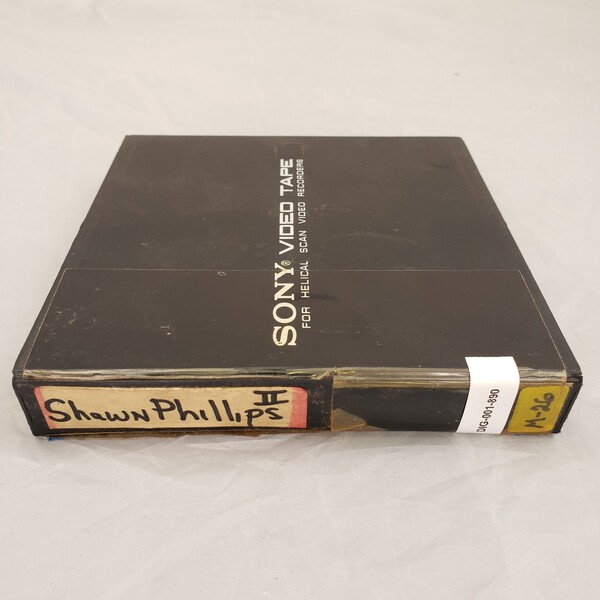 SONY® VIDEO TAPE
FOR HELICAL SCAN VIDEO RECORDERS
Shawn Phillips II
DIG-001-890
M-26